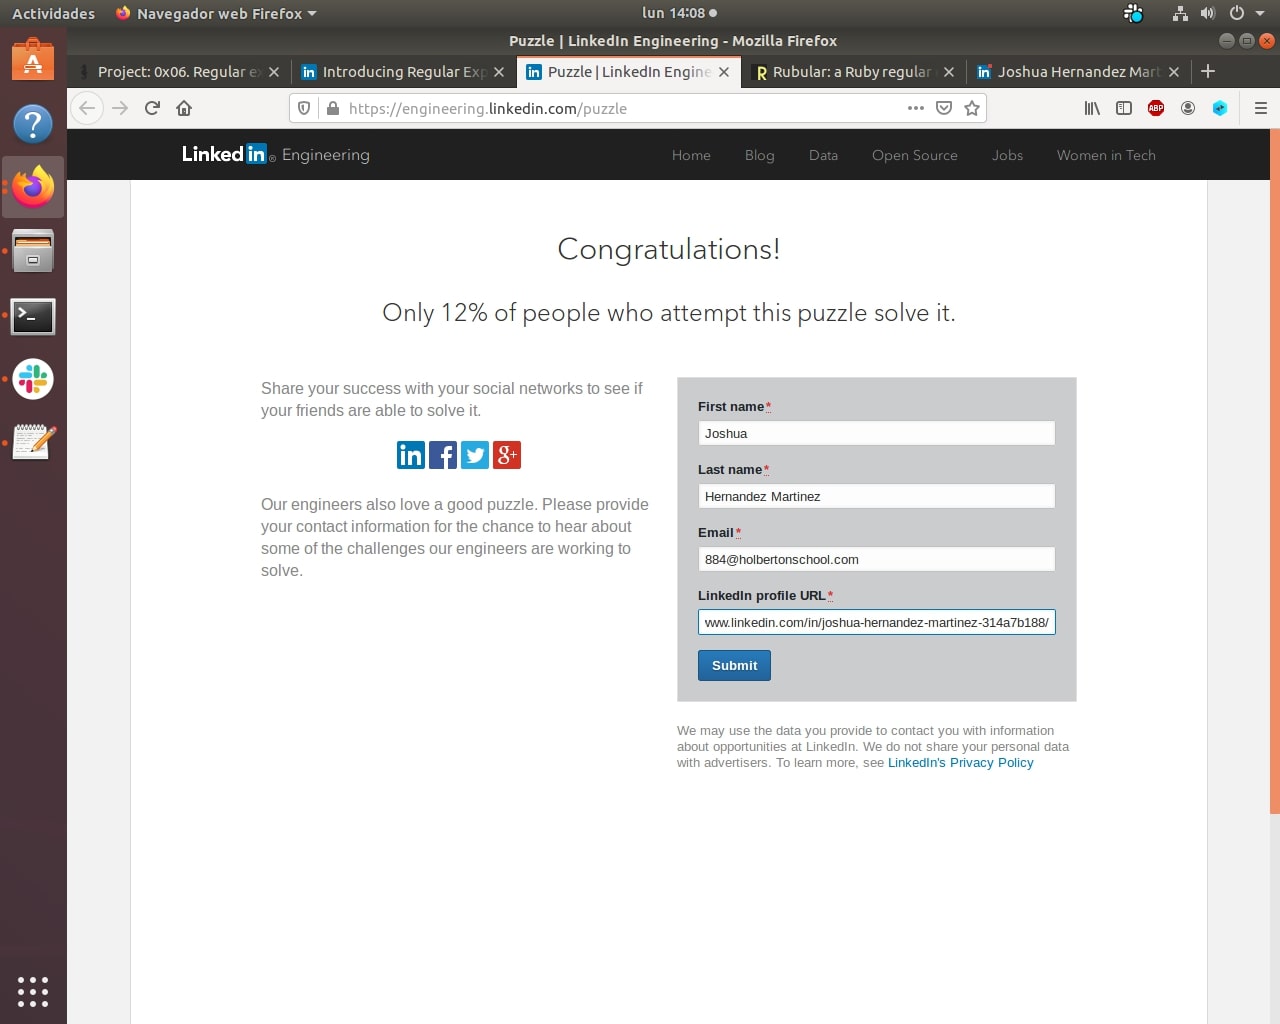 Actividades
Navegador web Firefox
lun 14:08
Puzzle | LinkedIn Engineering - Mozilla Firefox
Project: 0x06. Regular ex
Introducing Regular Exp
Puzzle | LinkedIn Engine
Rubular: a Ruby regular
Joshua Hernandez Mart
https://engineering.linkedin.com/puzzle
ABP
Linked in ® Engineering
Home
Blog
Data
Open Source
Jobs
Women in Tech
Congratulations!
Only 12% of people who attempt this puzzle solve it.
Share your success with your social networks to see if
your friends are able to solve it.
Our engineers also love a good puzzle. Please provide
your contact information for the chance to hear about
some of the challenges our engineers are working to
solve.
First name*
Joshua
Last name*
Hernandez Martinez
Email*
884@holbertonschool.com
LinkedIn profile URL*
www.linkedin.com/in/joshua-hernandez-martinez-314a7b188/
Submit
We may use the data you provide to contact you with information
about opportunities at LinkedIn. We do not share your personal data
with advertisers. To learn more, see LinkedIn's Privacy Policy